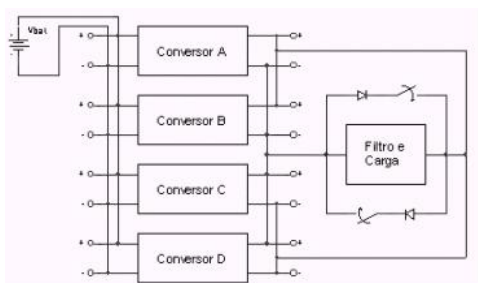 Vbat
+
-
+ +
Conversor A
- -
+ +
Conversor B
- -
+ +
Conversor C
- -
+ +
Conversor D
- -
Filtro e
Carga